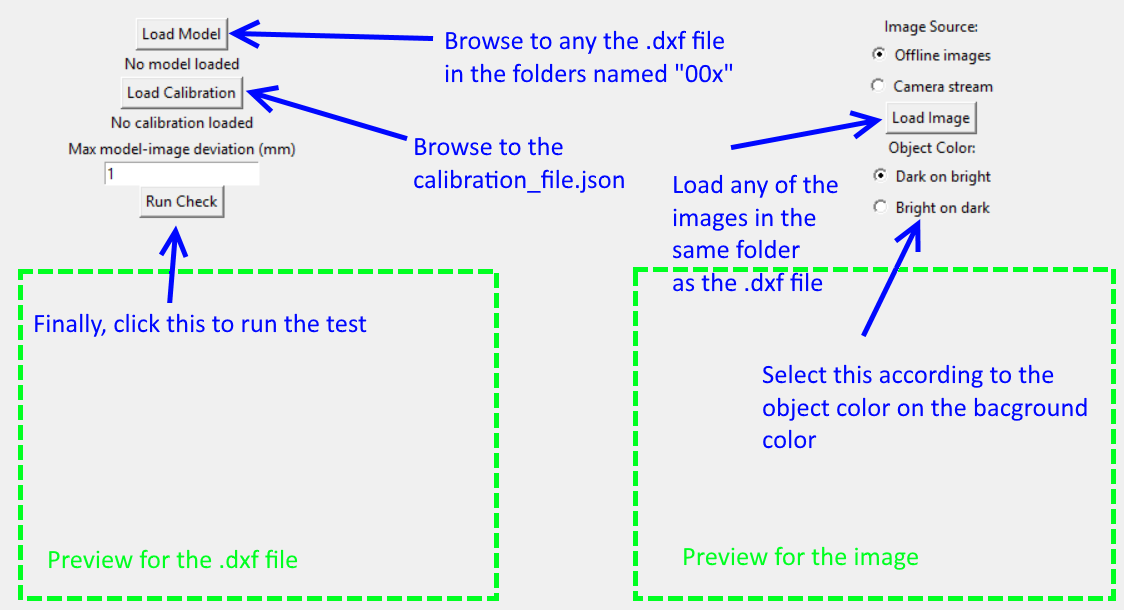 Load Model
No model loaded
Load Calibration
No calibration loaded
Max model-image deviation (mm)
1
Run Check
Browse to any the .dxf file
in the folders named "00x"
Browse to the
calibration_file.json
Image Source:
Offline images
Camera stream
Load Image
Object Color:
Dark on bright
Bright on dark
Load any of the
images in the
same folder
as the .dxf file
Finally, click this to run the test
Select this according to the
object color on the bacground
color
Preview for the .dxf file
Preview for the image